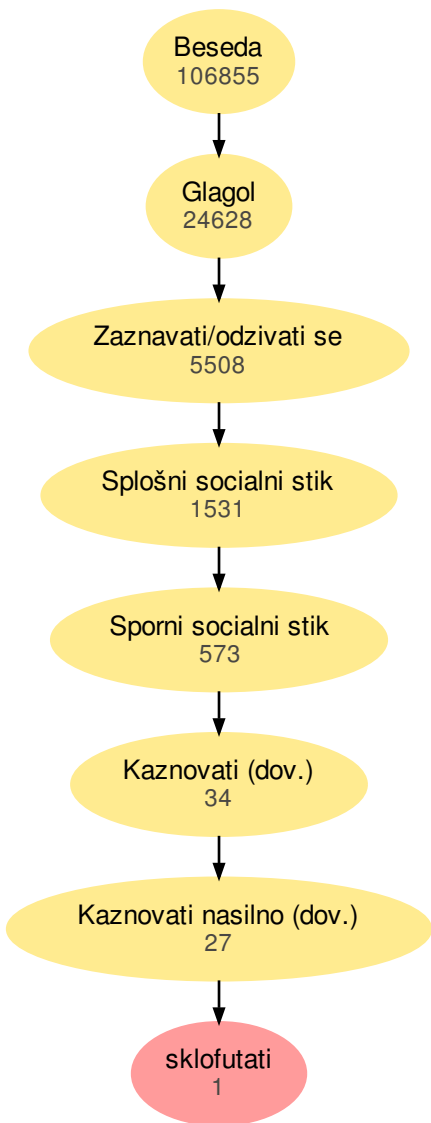 Beseda
106855
Glagol
24628
Zaznavati/odzivati se
5508
Splošni socialni stik
1531
Sporni socialni stik
573
Kaznovati (dov.)
34
Kaznovati nasilno (dov.)
27
sklofutati
1